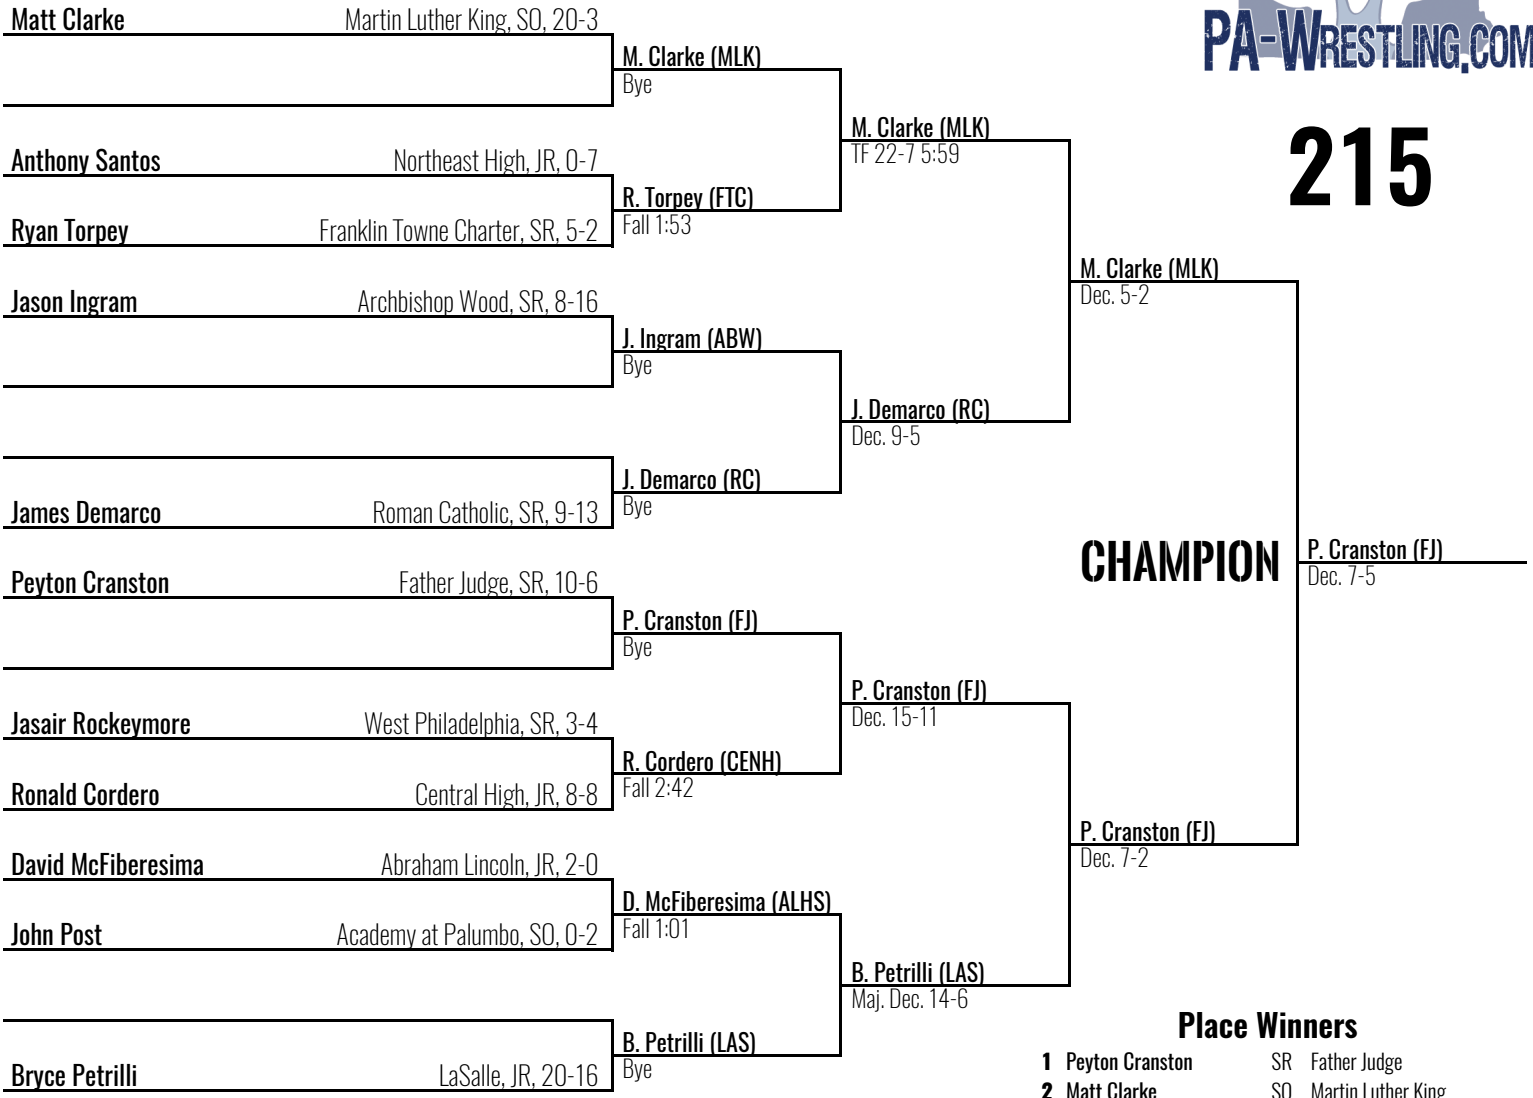 Matt Clarke Martin Luther King, SO, 20-3
M. Clarke (MLK)
Bye
Anthony Santos Northeast High, JR, 0-7
R. Torpey (FTC)
Fall 1:53
Ryan Torpey Franklin Towne Charter, SR, 5-2
M. Clarke (MLK)
TF 22-7 5:59
Jason Ingram Archbishop Wood, SR, 8-16
J. Ingram (ABW)
Bye
J. Demarco (RC)
Bye
James Demarco Roman Catholic, SR, 9-13
J. Demarco (RC)
Dec. 9-5
M. Clarke (MLK)
Dec. 5-2
Peyton Cranston Father Judge, SR, 10-6
P. Cranston (FJ)
Bye
Jasair Rockeymore West Philadelphia, SR, 3-4
R. Cordero (CENH)
Fall 2:42
Ronald Cordero Central High, JR, 8-8
P. Cranston (FJ)
Dec. 15-11
David McFiberesima Abraham Lincoln, JR, 2-0
D. McFiberesima (ALHS)
Fall 1:01
John Post Academy at Palumbo, SO, 0-2
B. Petrilli (LAS)
Bye
Bryce Petrilli LaSalle, JR, 20-16
B. Petrilli (LAS)
Maj. Dec. 14-6
P. Cranston (FJ)
Dec. 7-2
PA-WRESTLING.COM
215
CHAMPION
P. Cranston (FJ)
Dec. 7-5
Place Winners
1 Peyton Cranston SR Father Judge
2 Matt Clarke SO Martin Luther King